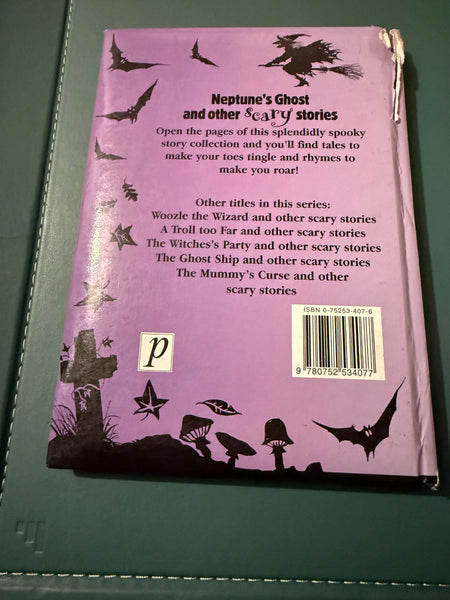 Neptune's Ghost
and other scary stories
Open the pages of this splendidly spooky
story collection and you'll find tales to
make your toes tingle and rhymes to
make you roar!
Other titles in this series:
Woozle the Wizard and other scary stories
A Troll too Far and other scary stories
The Witches's Party and other scary stories
The Ghost Ship and other scary stories
The Mummy's Curse and other
scary stories
ISBN 0-75253-407-6
p
9 780752 534077